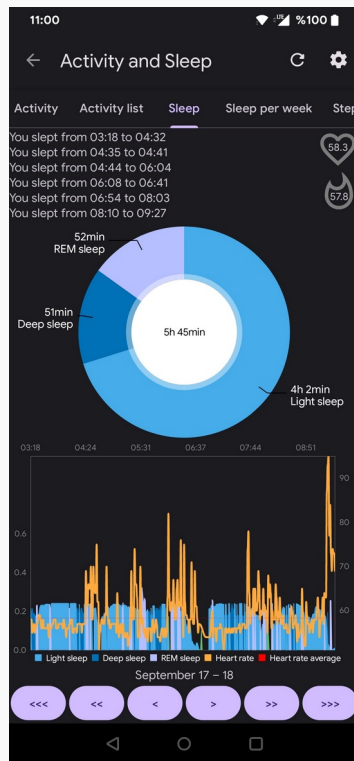 11:00
LTE %100
Activity and Sleep
Activity Activity list Sleep Sleep per week Step
You slept from 03:18 to 04:32
You slept from 04:35 to 04:41
You slept from 04:44 to 06:04
You slept from 06:08 to 06:41
You slept from 06:54 to 08:03
You slept from 08:10 to 09:27
58.3
57.8
52min
REM sleep
51min
Deep sleep
5h 45min
4h 2min
Light sleep
03:18 04:24 05:31 06:37 07:44 08:51
90
80
0.6
70
0.4
0.2 60
0.0
Light sleep Deep sleep REM sleep Heart rate Heart rate average
September 17 – 18
<<< << < > >> >>>